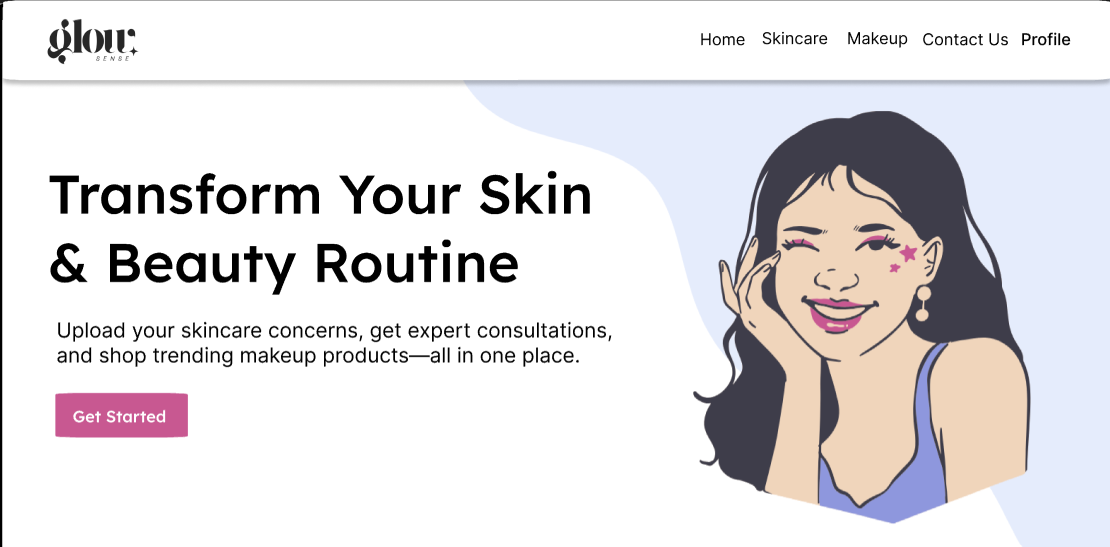 glow
SENSE
Home Skincare Makeup Contact Us Profile
Transform Your Skin
& Beauty Routine
Upload your skincare concerns, get expert consultations,
and shop trending makeup products—all in one place.
Get Started